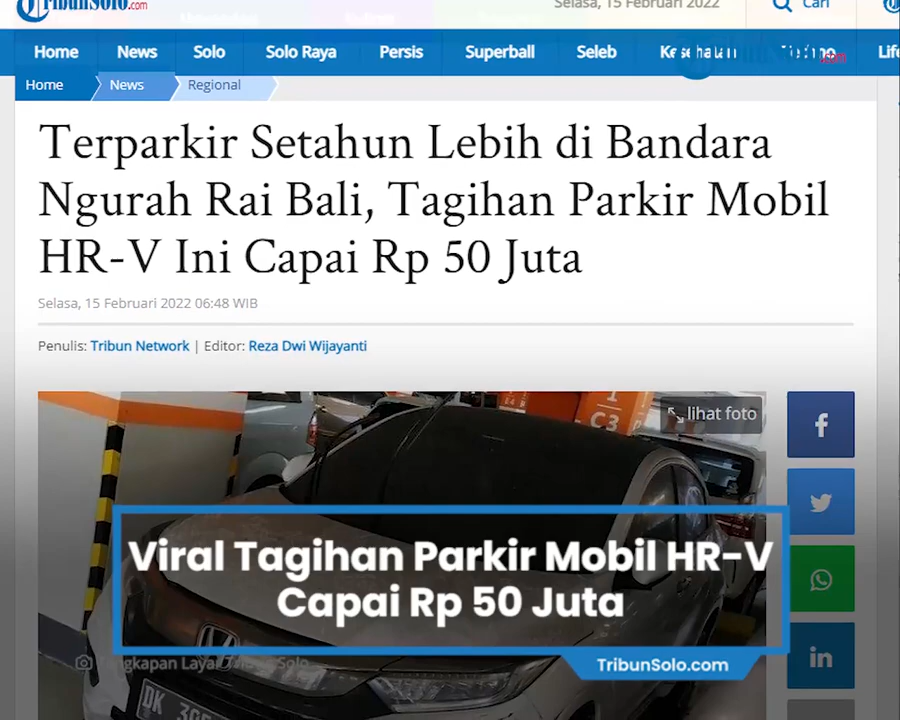 TribunSolo.com
Selasa, 15 Februari 2022
Cari
Home News Solo Solo Raya Persis Superball Seleb Kesehatan Techno
Home News Regional
Terparkir Setahun Lebih di Bandara
Ngurah Rai Bali, Tagihan Parkir Mobil
HR-V Ini Capai Rp 50 Juta
Selasa, 15 Februari 2022 06:48 WIB
Penulis: Tribun Network | Editor: Reza Dwi Wijayanti
C3
lihat foto
Viral Tagihan Parkir Mobil HR-V
Capai Rp 50 Juta
TribunSolo.com
DK